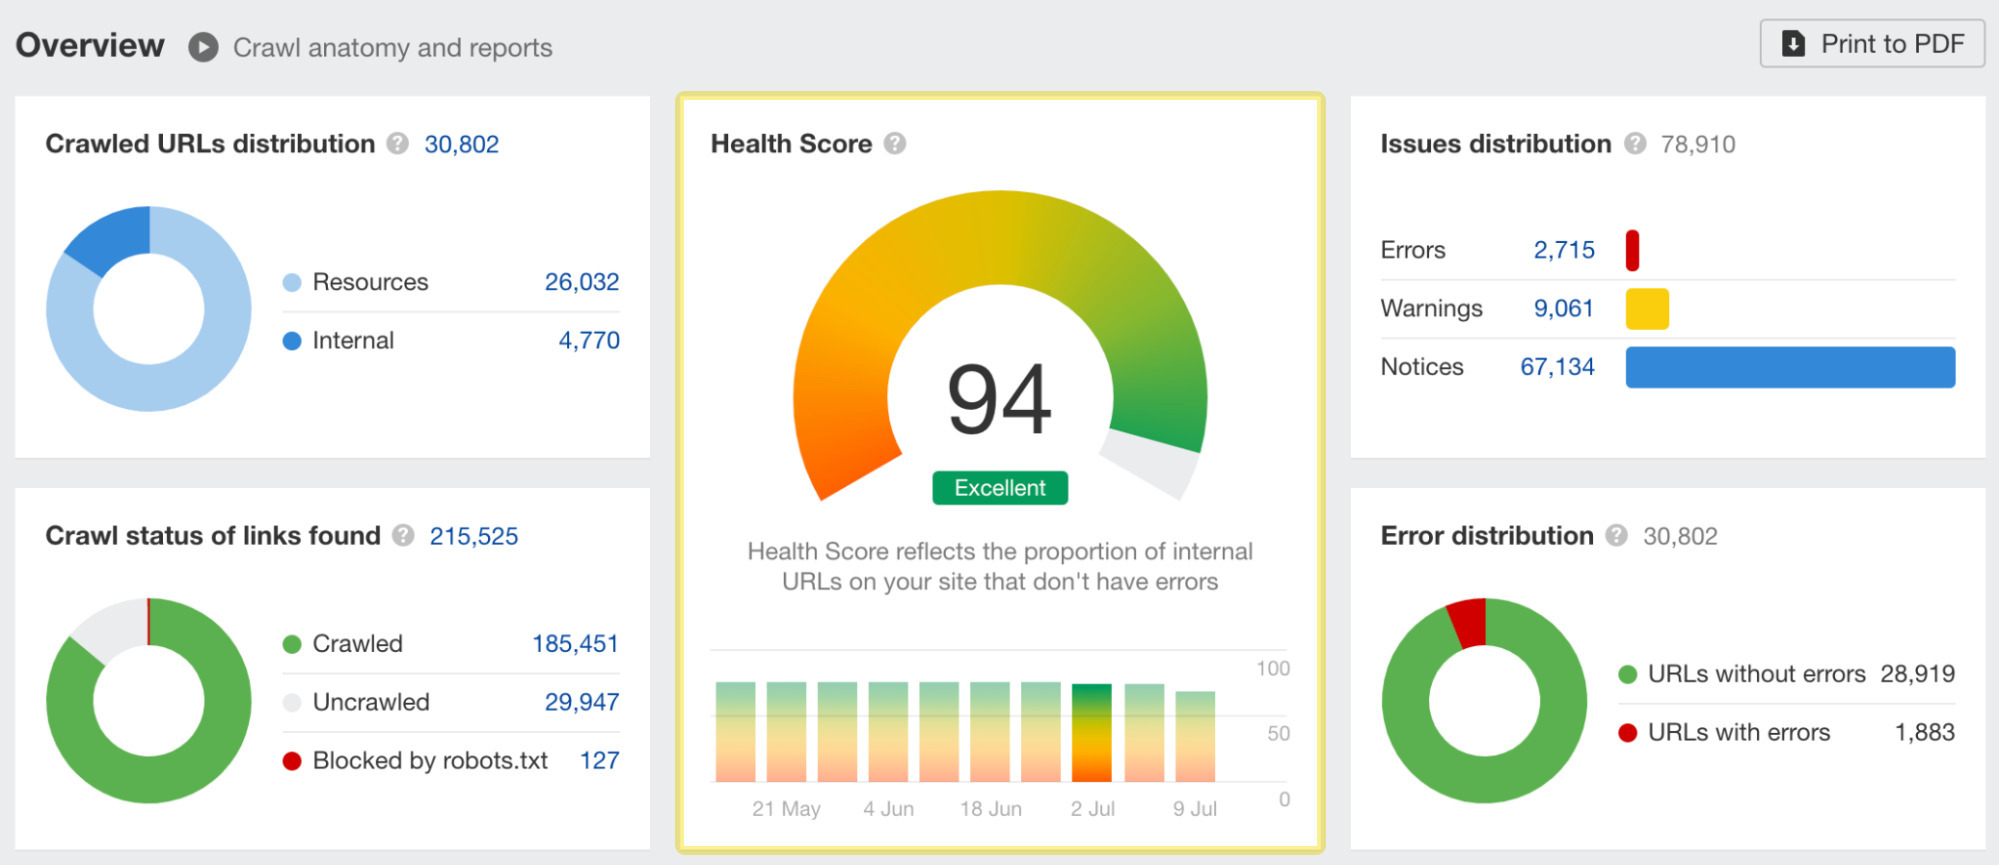 Overview Crawl anatomy and reports
Print to PDF
Crawled URLs distribution ? 30,802
Resources 26,032
Internal 4,770
Health Score ?
94
Excellent
Health Score reflects the proportion of internal
URLs on your site that don't have errors
100
50
0
21 May 4 Jun 18 Jun 2 Jul 9 Jul
Issues distribution ? 78,910
Errors 2,715
Warnings 9,061
Notices 67,134
Crawl status of links found ? 215,525
Crawled 185,451
Uncrawled 29,947
Blocked by robots.txt 127
Error distribution ? 30,802
URLs without errors 28,919
URLs with errors 1,883